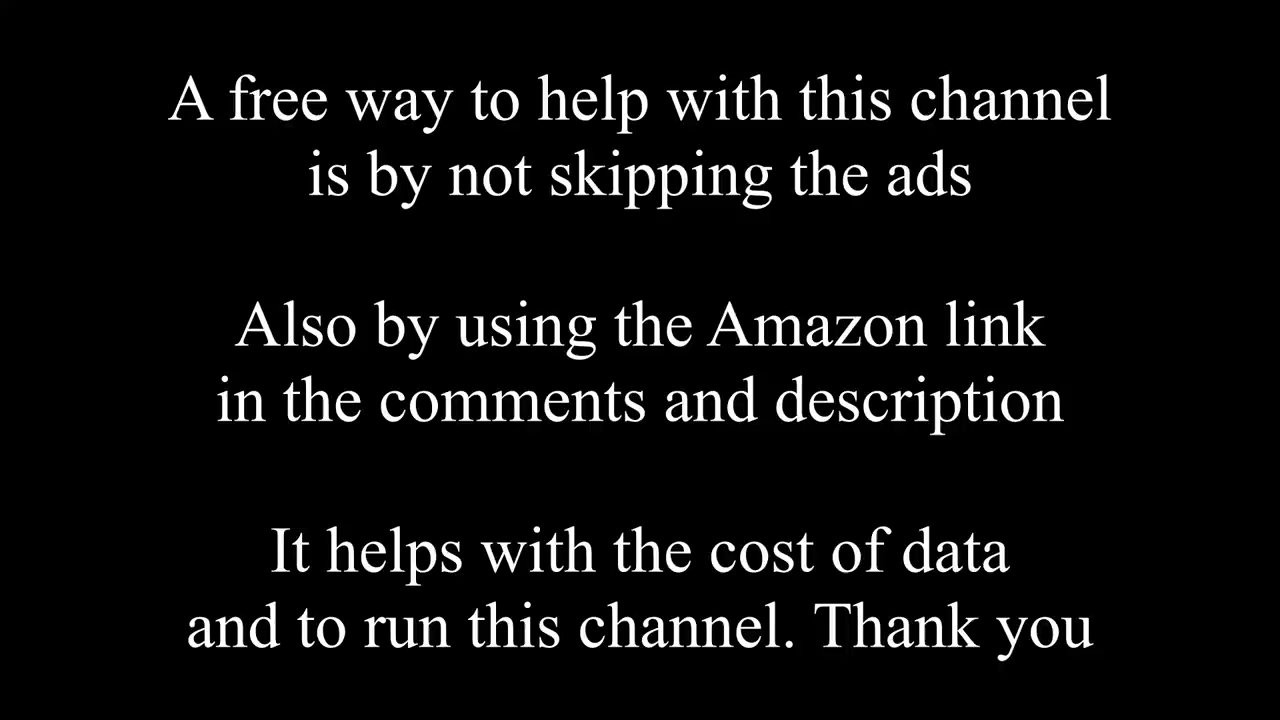 A free way to help with this channel
is by not skipping the ads
Also by using the Amazon link
in the comments and description
It helps with the cost of data
and to run this channel. Thank you